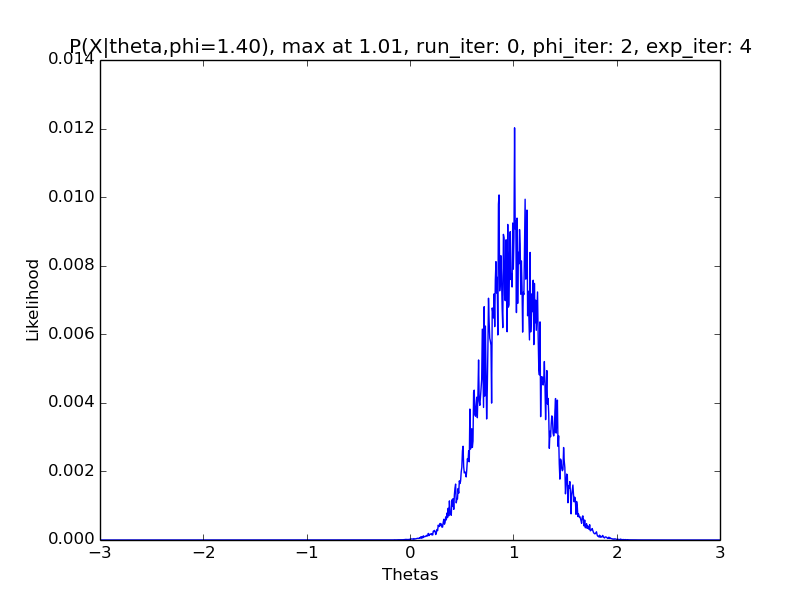 P(X|theta,phi=1.40), max at 1.01, run_iter: 0, phi_iter: 2, exp_iter: 4
0.014
0.012
0.010
0.008
0.006
0.004
0.002
0.000
Likelihood
−3 −2 −1 0 1 2 3
Thetas